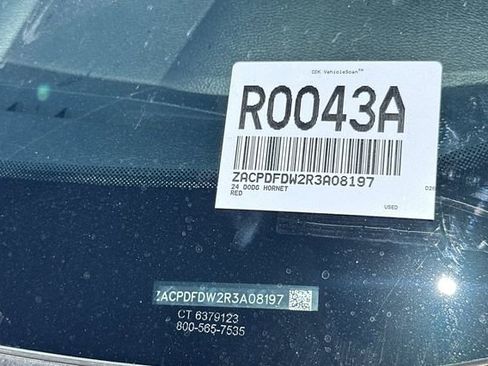 CDK VehicleScan™
R0043A
ZACPDFDW2R3A08197
24 DODG HORNET
RED
USED
ZACPDFDW2R3A08197
CT 6379123
800-565-7535